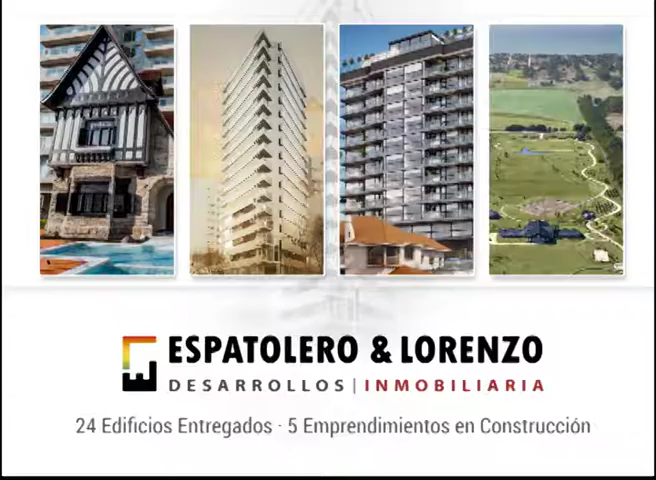 ESPATOLERO & LORENZO
DESARROLLOS | INMOBILIARIA
24 Edificios Entregados · 5 Emprendimientos en Construcción